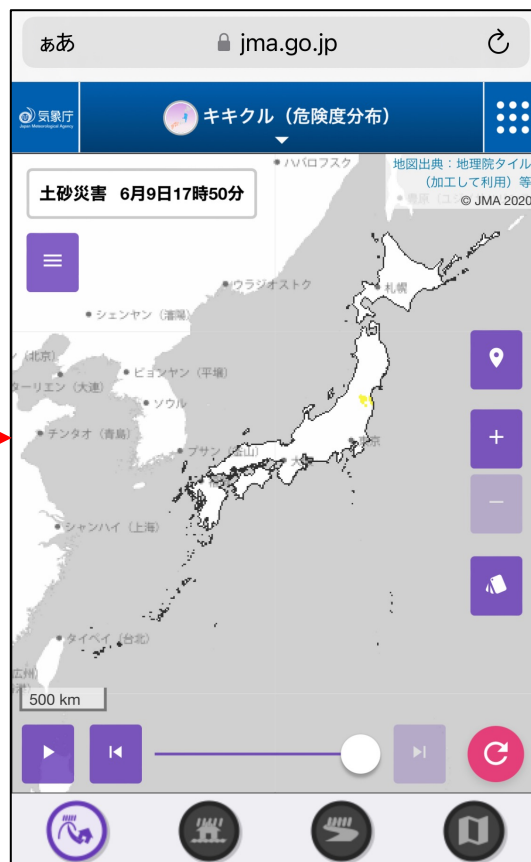 ぁあ
jma.go.jp
気象庁
Japan Meteorological Agency
キキクル（危険度分布）
ハバロフスク
地図出典：地理院タイル
（加工して利用）等
© JMA 2020
土砂災害 6月9日17時50分
ウラジオストク
札幌
シェンヤン（瀋陽）
（北京）
ピョンヤン（平壌）
ターリエン（大連）
ソウル
チンタオ（青島）
プサン（釜山）
東京
シャンハイ（上海）
タイペイ（台北）
広州）
500 km